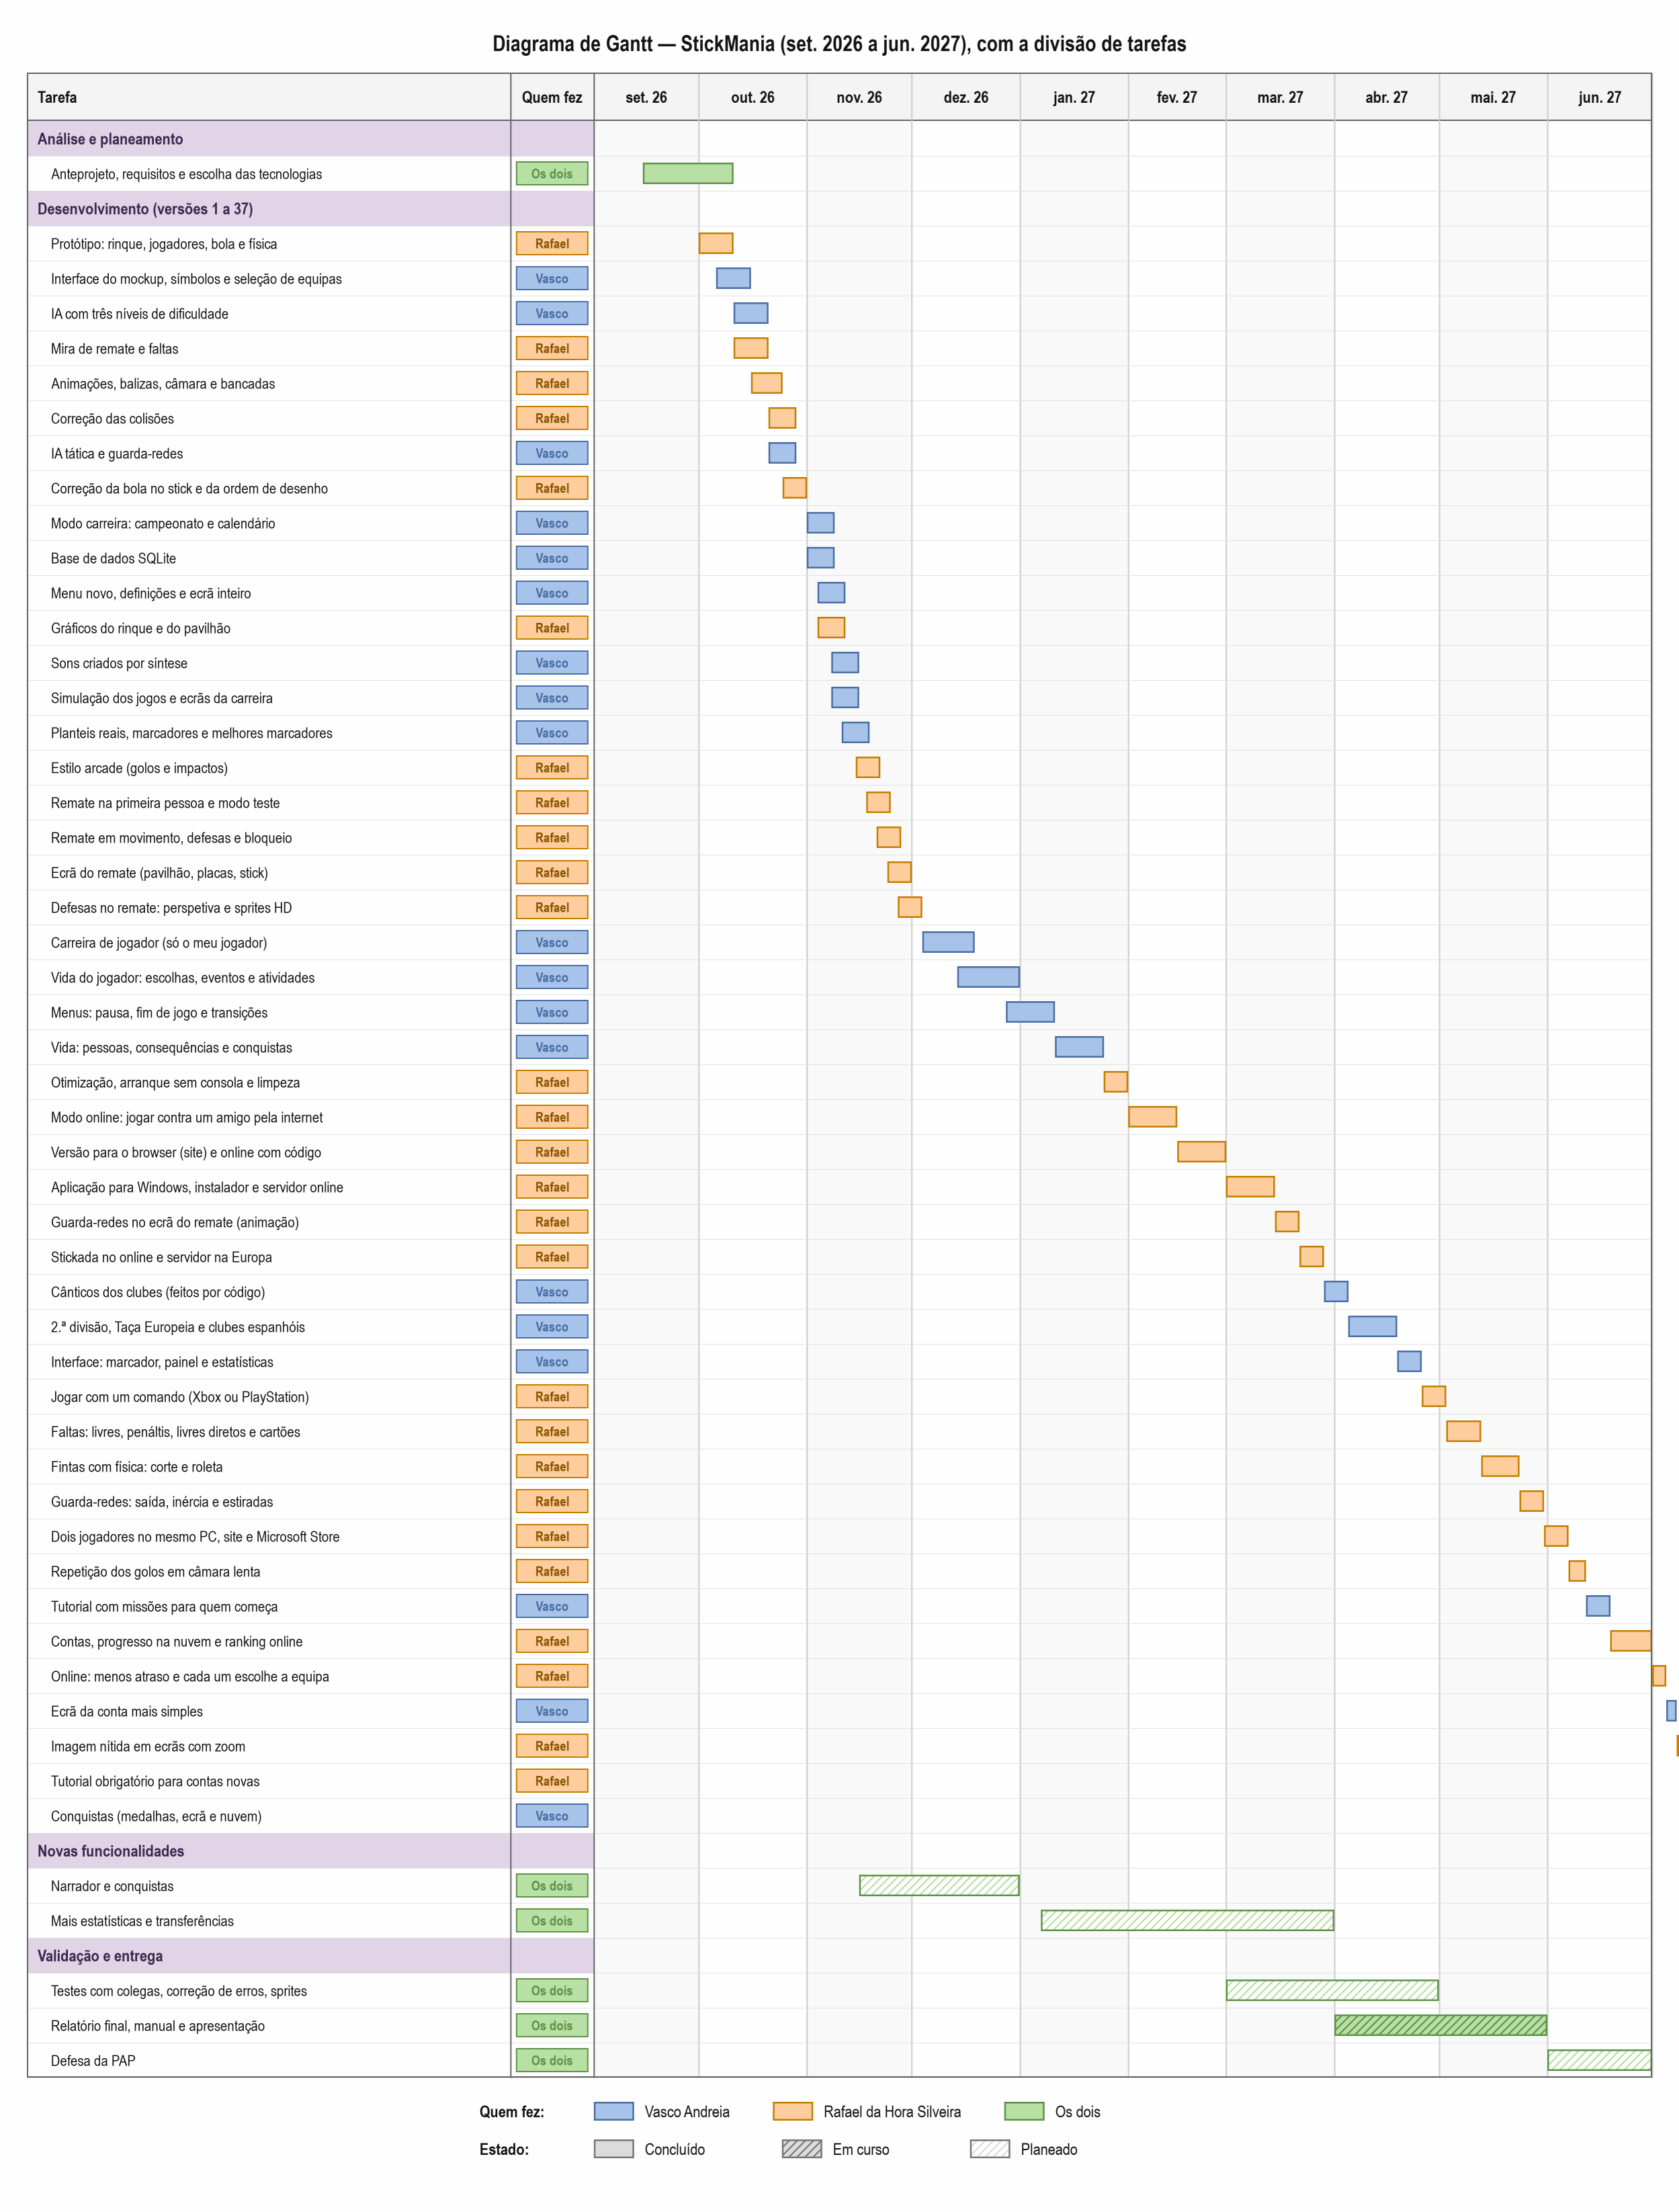 Diagrama de Gantt — StickMania (set. 2026 a jun. 2027), com a divisão de tarefas
Tarefa Quem fez set. 26 out. 26 nov. 26 dez. 26 jan. 27 fev. 27 mar. 27 abr. 27 mai. 27 jun. 27
Análise e planeamento
Anteprojeto, requisitos e escolha das tecnologias Os dois
Desenvolvimento (versões 1 a 37)
Protótipo: rinque, jogadores, bola e física Rafael
Interface do mockup, símbolos e seleção de equipas Vasco
IA com três níveis de dificuldade Vasco
Mira de remate e faltas Rafael
Animações, balizas, câmara e bancadas Rafael
Correção das colisões Rafael
IA tática e guarda-redes Vasco
Correção da bola no stick e da ordem de desenho Rafael
Modo carreira: campeonato e calendário Vasco
Base de dados SQLite Vasco
Menu novo, definições e ecrã inteiro Vasco
Gráficos do rinque e do pavilhão Rafael
Sons criados por síntese Vasco
Simulação dos jogos e ecrãs da carreira Vasco
Planteis reais, marcadores e melhores marcadores Vasco
Estilo arcade (golos e impactos) Rafael
Remate na primeira pessoa e modo teste Rafael
Remate em movimento, defesas e bloqueio Rafael
Ecrã do remate (pavilhão, placas, stick) Rafael
Defesas no remate: perspetiva e sprites HD Rafael
Carreira de jogador (só o meu jogador) Vasco
Vida do jogador: escolhas, eventos e atividades Vasco
Menus: pausa, fim de jogo e transições Vasco
Vida: pessoas, consequências e conquistas Vasco
Otimização, arranque sem consola e limpeza Rafael
Modo online: jogar contra um amigo pela internet Rafael
Versão para o browser (site) e online com código Rafael
Aplicação para Windows, instalador e servidor online Rafael
Guarda-redes no ecrã do remate (animação) Rafael
Stickada no online e servidor na Europa Rafael
Cânticos dos clubes (feitos por código) Vasco
2.ª divisão, Taça Europeia e clubes espanhóis Vasco
Interface: marcador, painel e estatísticas Vasco
Jogar com um comando (Xbox ou PlayStation) Rafael
Faltas: livres, penáltis, livres diretos e cartões Rafael
Fintas com física: corte e roleta Rafael
Guarda-redes: saída, inércia e estiradas Rafael
Dois jogadores no mesmo PC, site e Microsoft Store Rafael
Repetição dos golos em câmara lenta Rafael
Tutorial com missões para quem começa Vasco
Contas, progresso na nuvem e ranking online Rafael
Online: menos atraso e cada um escolhe a equipa Rafael
Ecrã da conta mais simples Vasco
Imagem nítida em ecrãs com zoom Rafael
Tutorial obrigatório para contas novas Rafael
Conquistas (medalhas, ecrã e nuvem) Vasco
Novas funcionalidades
Narrador e conquistas Os dois
Mais estatísticas e transferências Os dois
Validação e entrega
Testes com colegas, correção de erros, sprites Os dois
Relatório final, manual e apresentação Os dois
Defesa da PAP Os dois
Quem fez: Vasco Andreia Rafael da Hora Silveira Os dois
Estado: Concluído Em curso Planeado